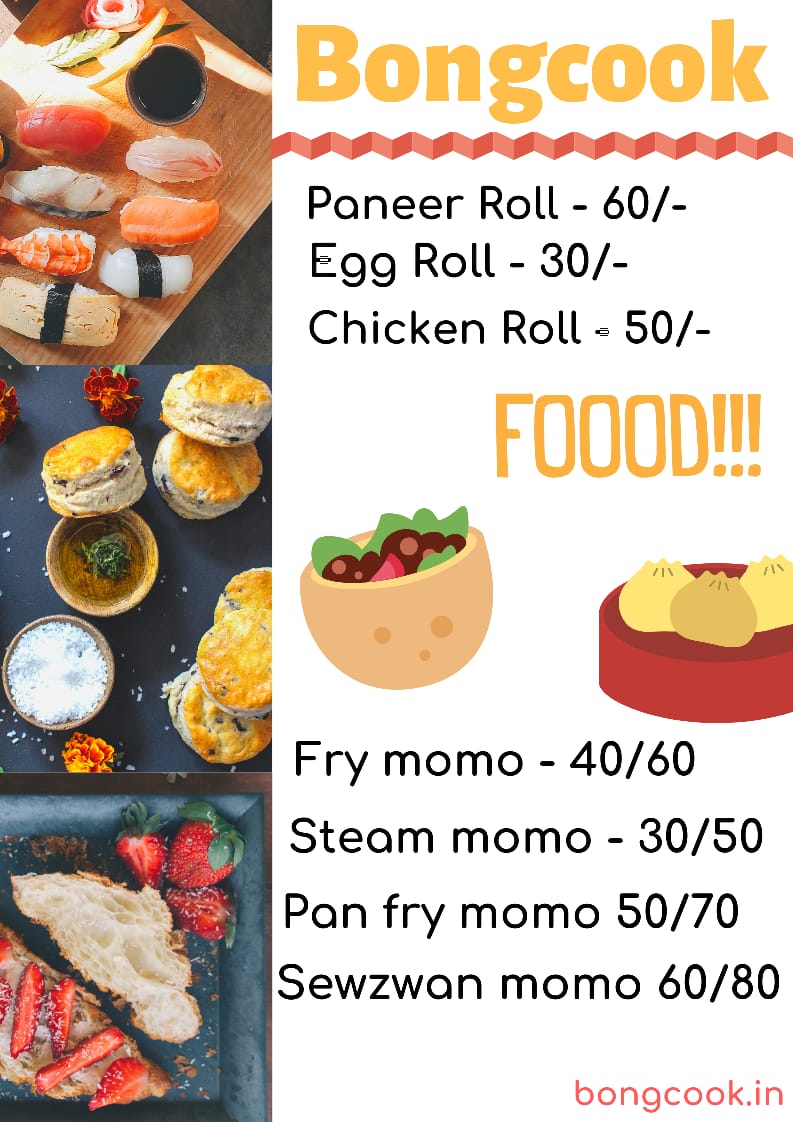 Bongcook
Paneer Roll - 60/-
Egg Roll - 30/-
Chicken Roll - 50/-
FOOOD!!!
Fry momo - 40/60
Steam momo - 30/50
Pan fry momo 50/70
Sewzwan momo 60/80
bongcook.in